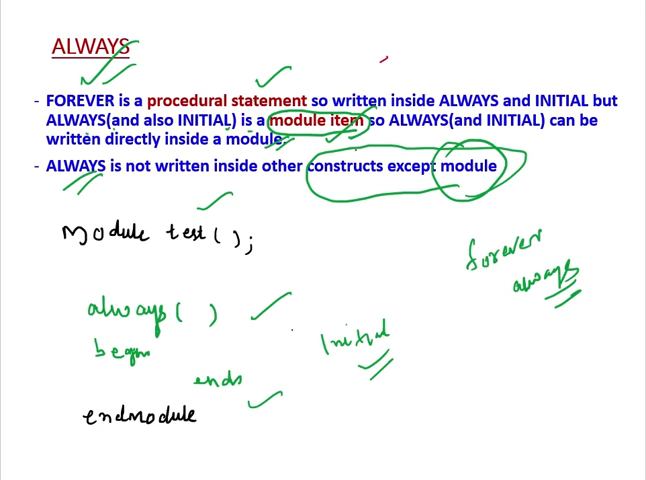 ALWAYS
- FOREVER is a procedural statement so written inside ALWAYS and INITIAL but
ALWAYS(and also INITIAL) is a module item so ALWAYS(and INITIAL) can be
written directly inside a module.
- ALWAYS is not written inside other constructs except module
Module test();
forever
always
always( )
begin
Initial
ends
endmodule